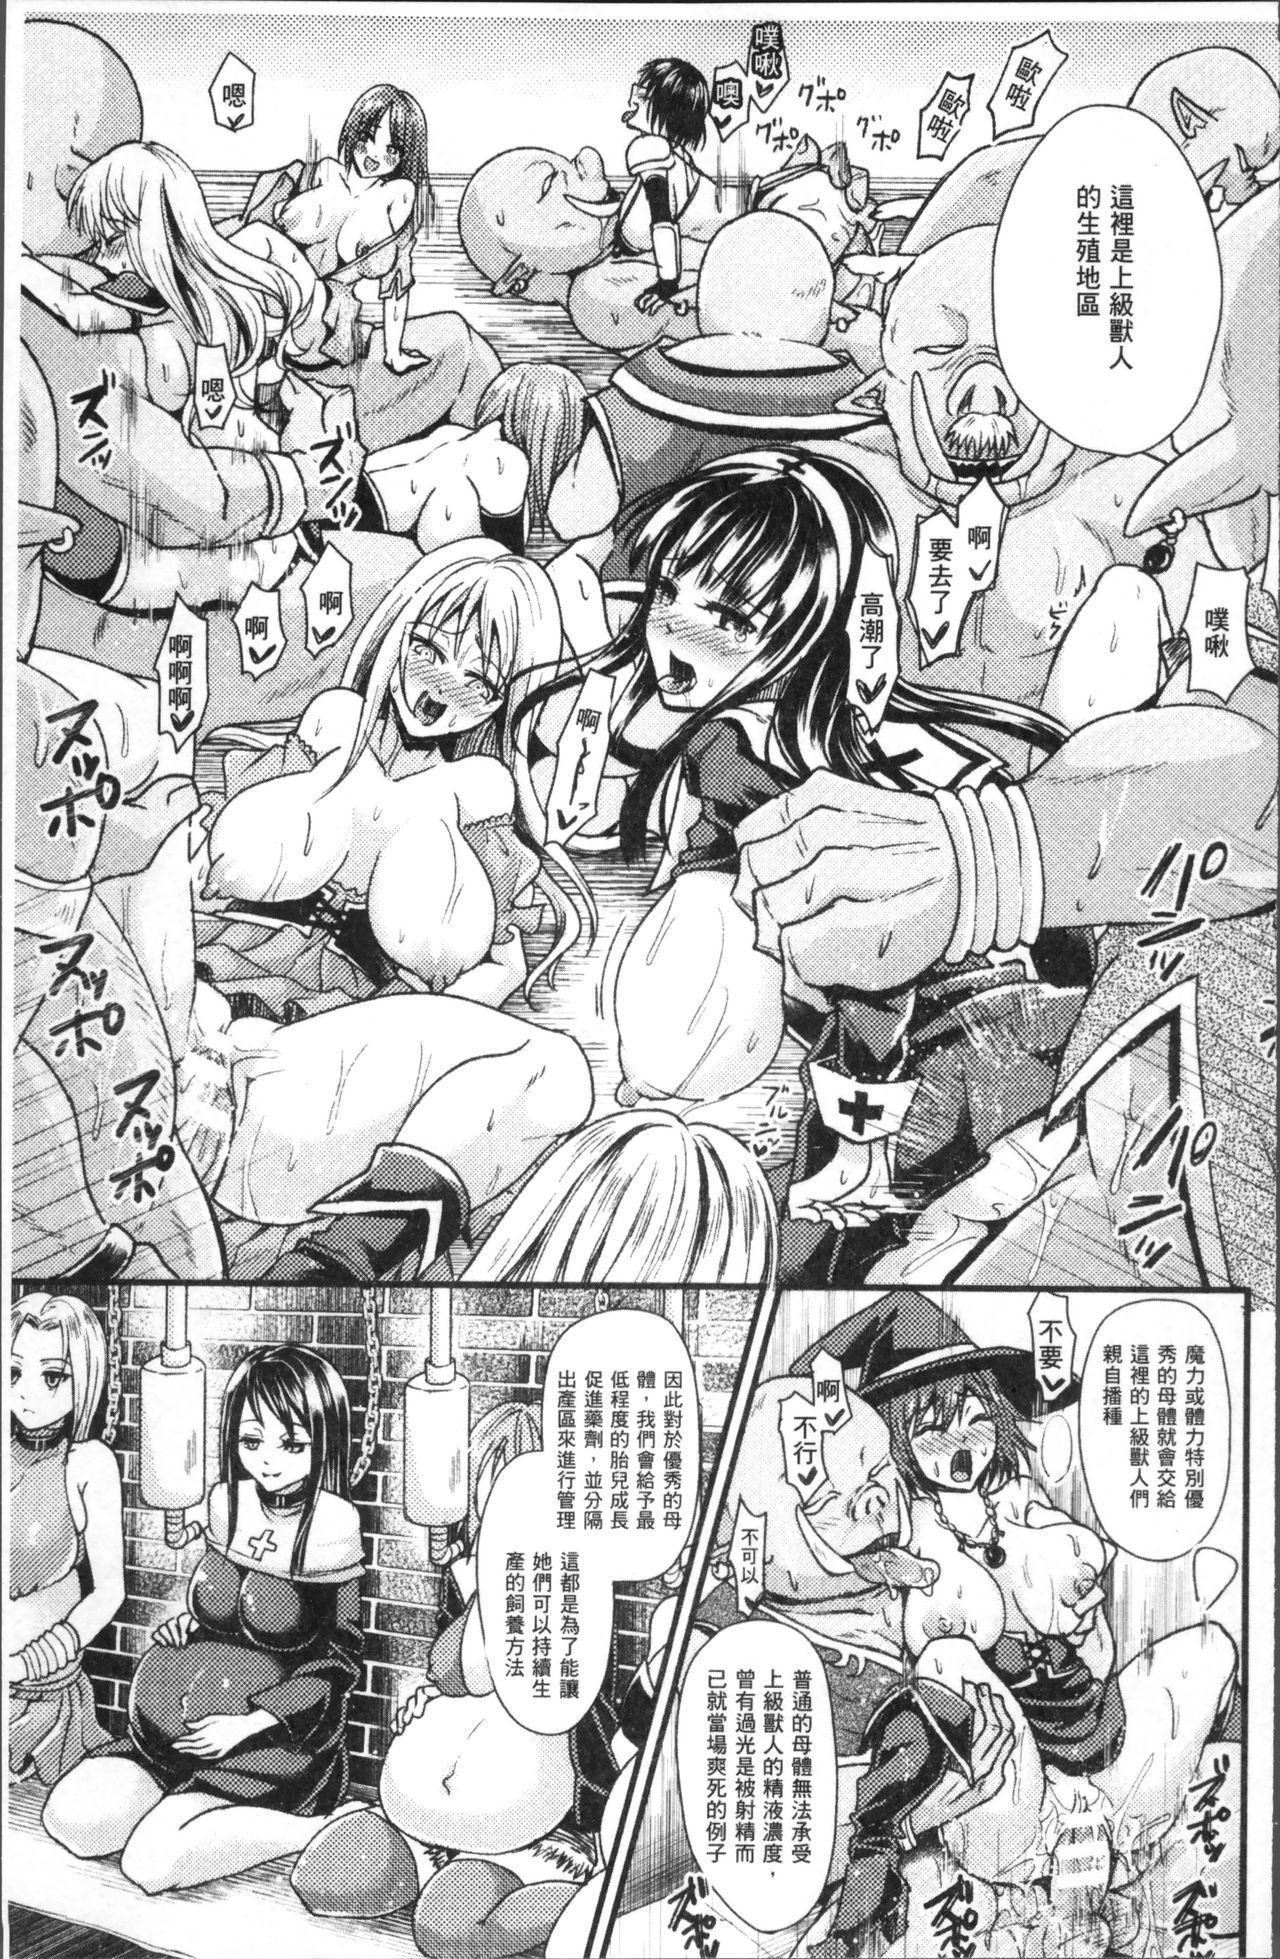 這裡是上級獸人
的生殖地區
歐啦
歐啦
噗啾
噢
グポ
グポ
グポ
嗯
嗯
ズンッ
ズンッ
啊
要去了
高潮了
噗啾
啊
啊
啊啊啊
啊
ヌッポ
ヌッポ
ヌッポ
パンッ
パンッ
ブルン
魔力或體力特別優
秀的母體就會交給
這裡的上級獸人們
親自播種
不要
啊
不行
不可以
普通的母體無法承受
上級獸人的精液濃度，
曾有過光是被射精而
已就當場爽死的例子
ズポッ
ズポッ
因此對於優秀的母
體，我們會給予最
低程度的胎兒成長
促進藥劑，並分隔
出產區來進行管理
這都是為了能讓
她們可以持續生
產的飼養方法